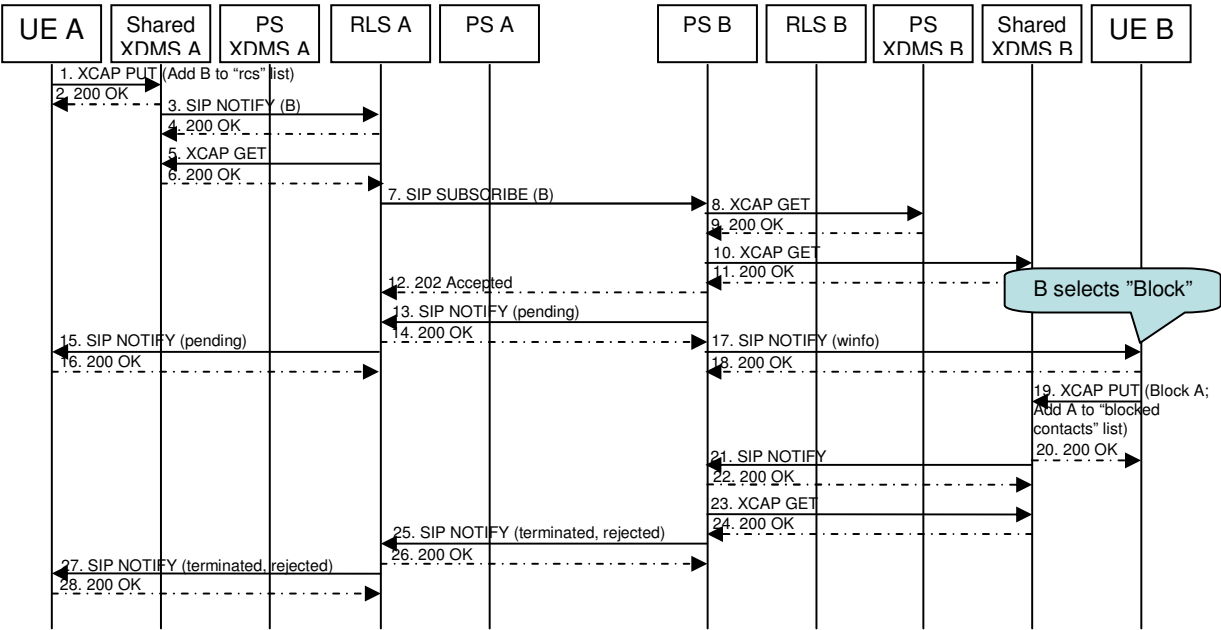 UE A
Shared
XDMS A
PS
XDMS A
RLS A
PS A
PS B
RLS B
PS
XDMS B
Shared
XDMS B
UE B
1. XCAP PUT (Add B to “rcs” list)
2. 200 OK
3. SIP NOTIFY (B)
4. 200 OK
5. XCAP GET
6. 200 OK
7. SIP SUBSCRIBE (B)
8. XCAP GET
9. 200 OK
10. XCAP GET
11. 200 OK
12. 202 Accepted
B selects ”Block”
13. SIP NOTIFY (pending)
14. 200 OK
15. SIP NOTIFY (pending)
16. 200 OK
17. SIP NOTIFY (winfo)
18. 200 OK
19. XCAP PUT (Block A;
Add A to “blocked
contacts” list)
20. 200 OK
21. SIP NOTIFY
22. 200 OK
23. XCAP GET
24. 200 OK
25. SIP NOTIFY (terminated, rejected)
26. 200 OK
27. SIP NOTIFY (terminated, rejected)
28. 200 OK